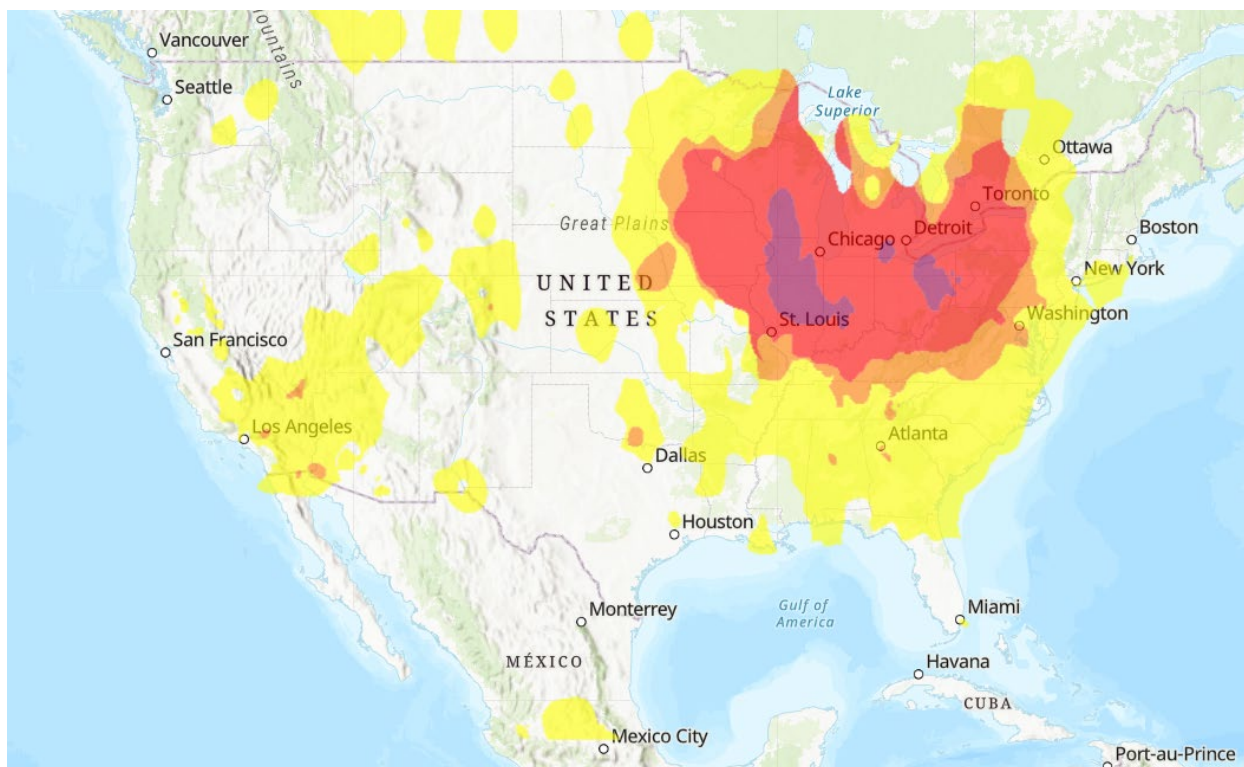 Vancouver
ountains
Seattle
Lake
Superior
Ottawa
Toronto
Great Plains
Boston
Chicago
Detroit
New York
UNITED
STATES
St. Louis
Washington
San Francisco
Los Angeles
Atlanta
Dallas
Houston
Gulf of
America
Miami
Monterrey
MÉXICO
Havana
CUBA
Mexico City
Port-au-Prince